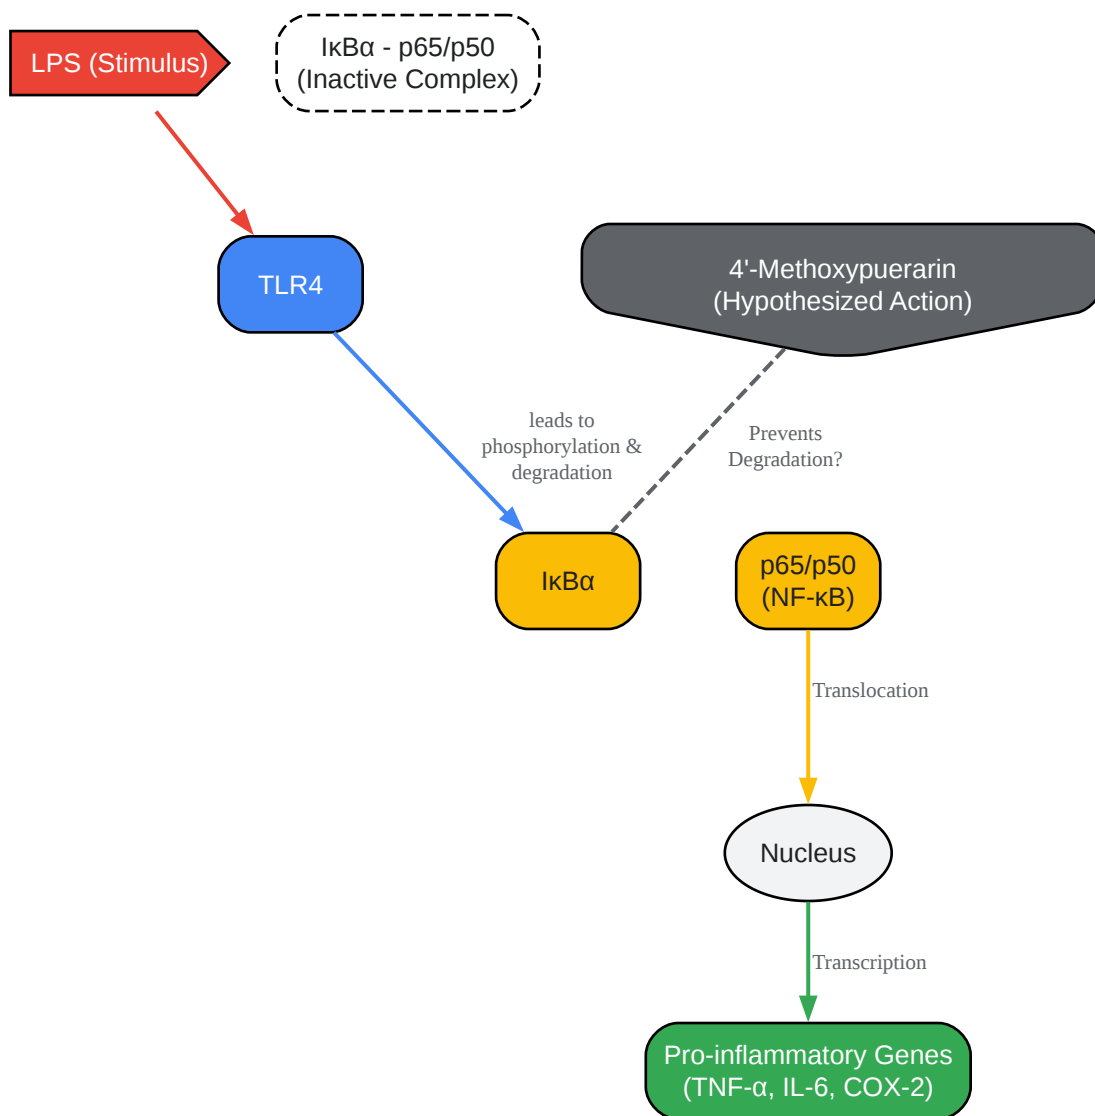 LPS (Stimulus)
IκBα - p65/p50
(Inactive Complex)
TLR4
4'-Methoxypuerarin
(Hypothesized Action)
leads to
phosphorylation &
degradation
Prevents
Degradation?
IκBα
p65/p50
(NF-κB)
Translocation
Nucleus
Transcription
Pro-inflammatory Genes
(TNF-α, IL-6, COX-2)